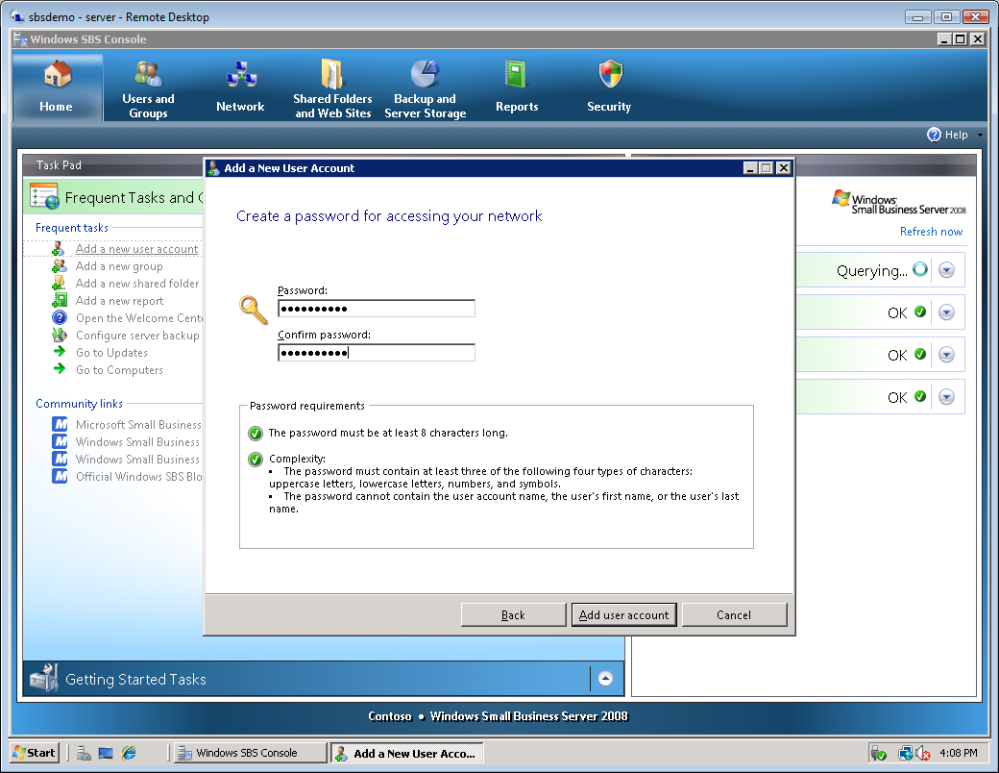 sbsdemo - server - Remote Desktop
Windows SBS Console
Home
Users and Groups
Network
Shared Folders and Web Sites
Backup and Server Storage
Reports
Security
Help
Task Pad
Frequent Tasks and
Frequent tasks
Add a new user account
Add a new group
Add a new shared folder
Add a new report
Open the Welcome Cent
Configure server backup
Go to Updates
Go to Computers
Community links
Microsoft Small Business
Windows Small Business
Windows Small Business
Official Windows SBS Blo
Add a New User Account
Create a password for accessing your network
Password:
●●●●●●●●●●
Confirm password:
●●●●●●●●●●
Password requirements
The password must be at least 8 characters long.
Complexity:
• The password must contain at least three of the following four types of characters:
uppercase letters, lowercase letters, numbers, and symbols.
• The password cannot contain the user account name, the user's first name, or the user's last
name.
Back
Add user account
Cancel
Windows
Small Business Server 2008
Refresh now
Querying...
OK
OK
OK
Getting Started Tasks
Contoso • Windows Small Business Server 2008
Start
Windows SBS Console
Add a New User Acco...
4:08 PM